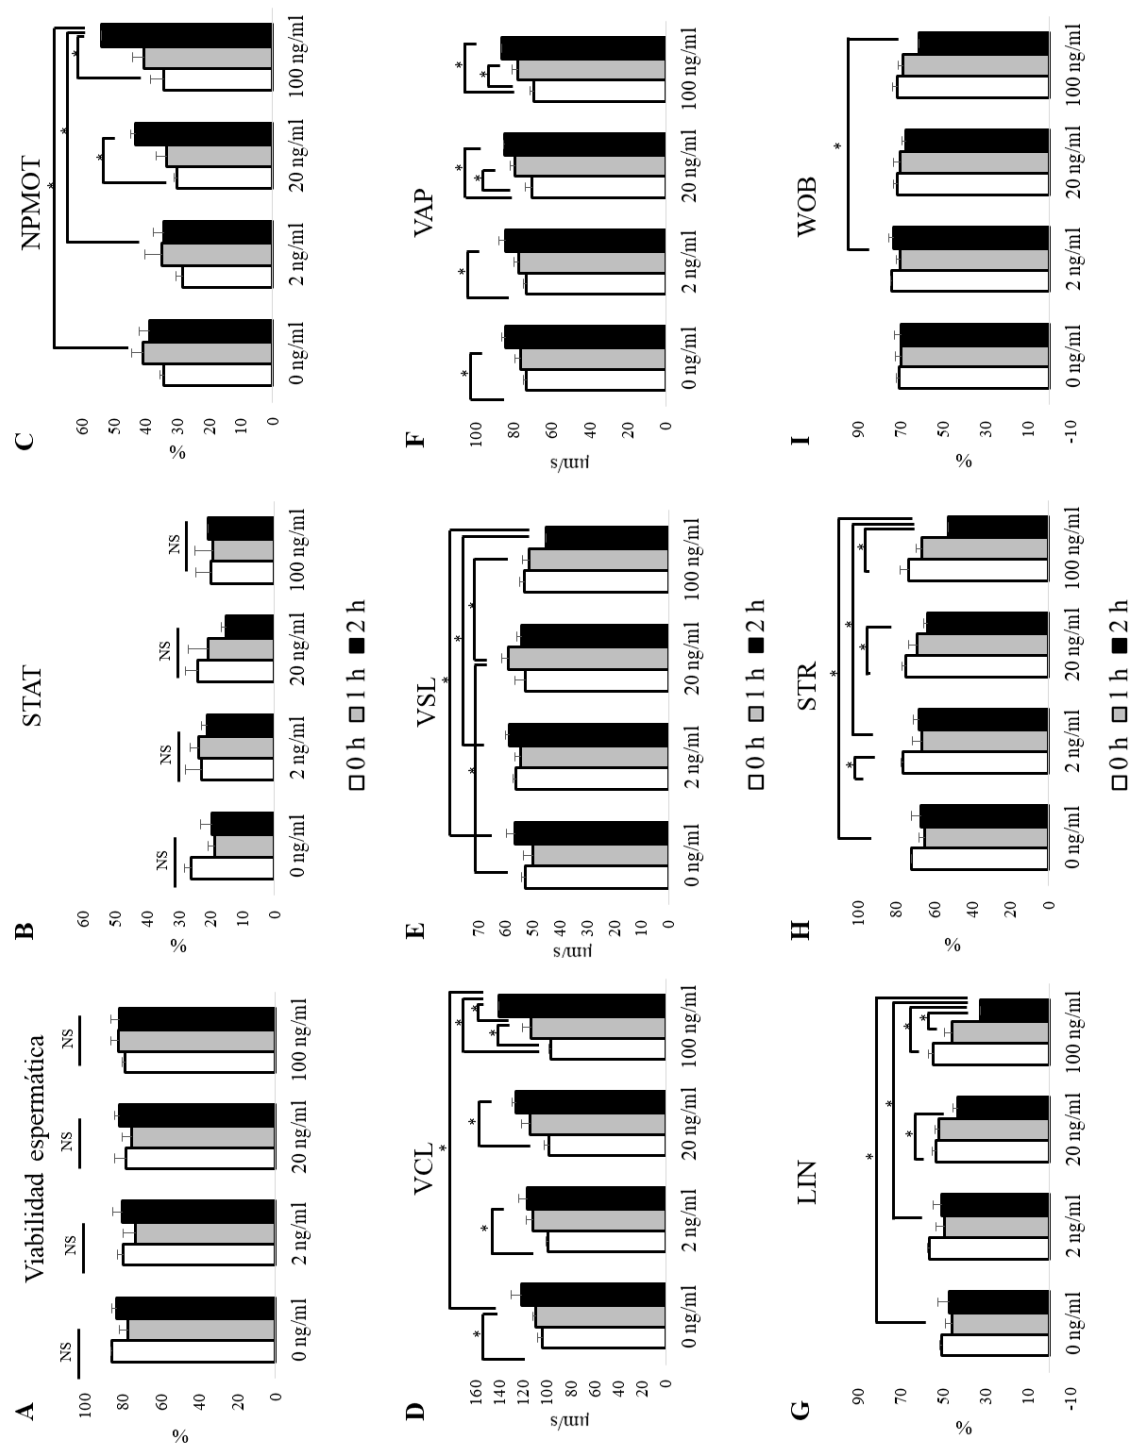 A
Viabilidad espermática
%
100
80
60
40
20
0
NS
NS
NS
NS
0 ng/ml
2 ng/ml
20 ng/ml
100 ng/ml
B
STAT
%
60
50
40
30
20
10
0
NS
NS
NS
NS
0 ng/ml
2 ng/ml
20 ng/ml
100 ng/ml
0 h 1 h 2 h
C
NPMOT
%
60
50
40
30
20
10
0
*
*
*
*
0 ng/ml
2 ng/ml
20 ng/ml
100 ng/ml
D
VCL
µm/s
160
140
120
100
80
60
40
20
0
*
*
*
*
*
*
*
0 ng/ml
2 ng/ml
20 ng/ml
100 ng/ml
E
VSL
µm/s
70
60
50
40
30
20
10
0
*
*
*
*
0 ng/ml
2 ng/ml
20 ng/ml
100 ng/ml
0 h 1 h 2 h
F
VAP
µm/s
100
80
60
40
20
0
*
*
*
*
*
*
0 ng/ml
2 ng/ml
20 ng/ml
100 ng/ml
G
LIN
%
90
70
50
30
10
-10
*
*
*
*
*
0 ng/ml
2 ng/ml
20 ng/ml
100 ng/ml
H
STR
%
100
80
60
40
20
0
*
*
*
*
*
0 ng/ml
2 ng/ml
20 ng/ml
100 ng/ml
0 h 1 h 2 h
I
WOB
%
90
70
50
30
10
-10
*
0 ng/ml
2 ng/ml
20 ng/ml
100 ng/ml